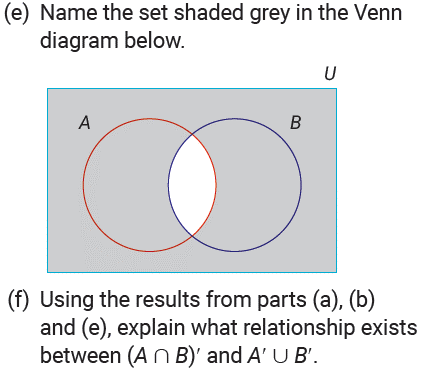 (e) Name the set shaded grey in the Venn
diagram below.
U
A
B
(f) Using the results from parts (a), (b)
and (e), explain what relationship exists
between (A ∩ B)′ and A′ ∪ B′.